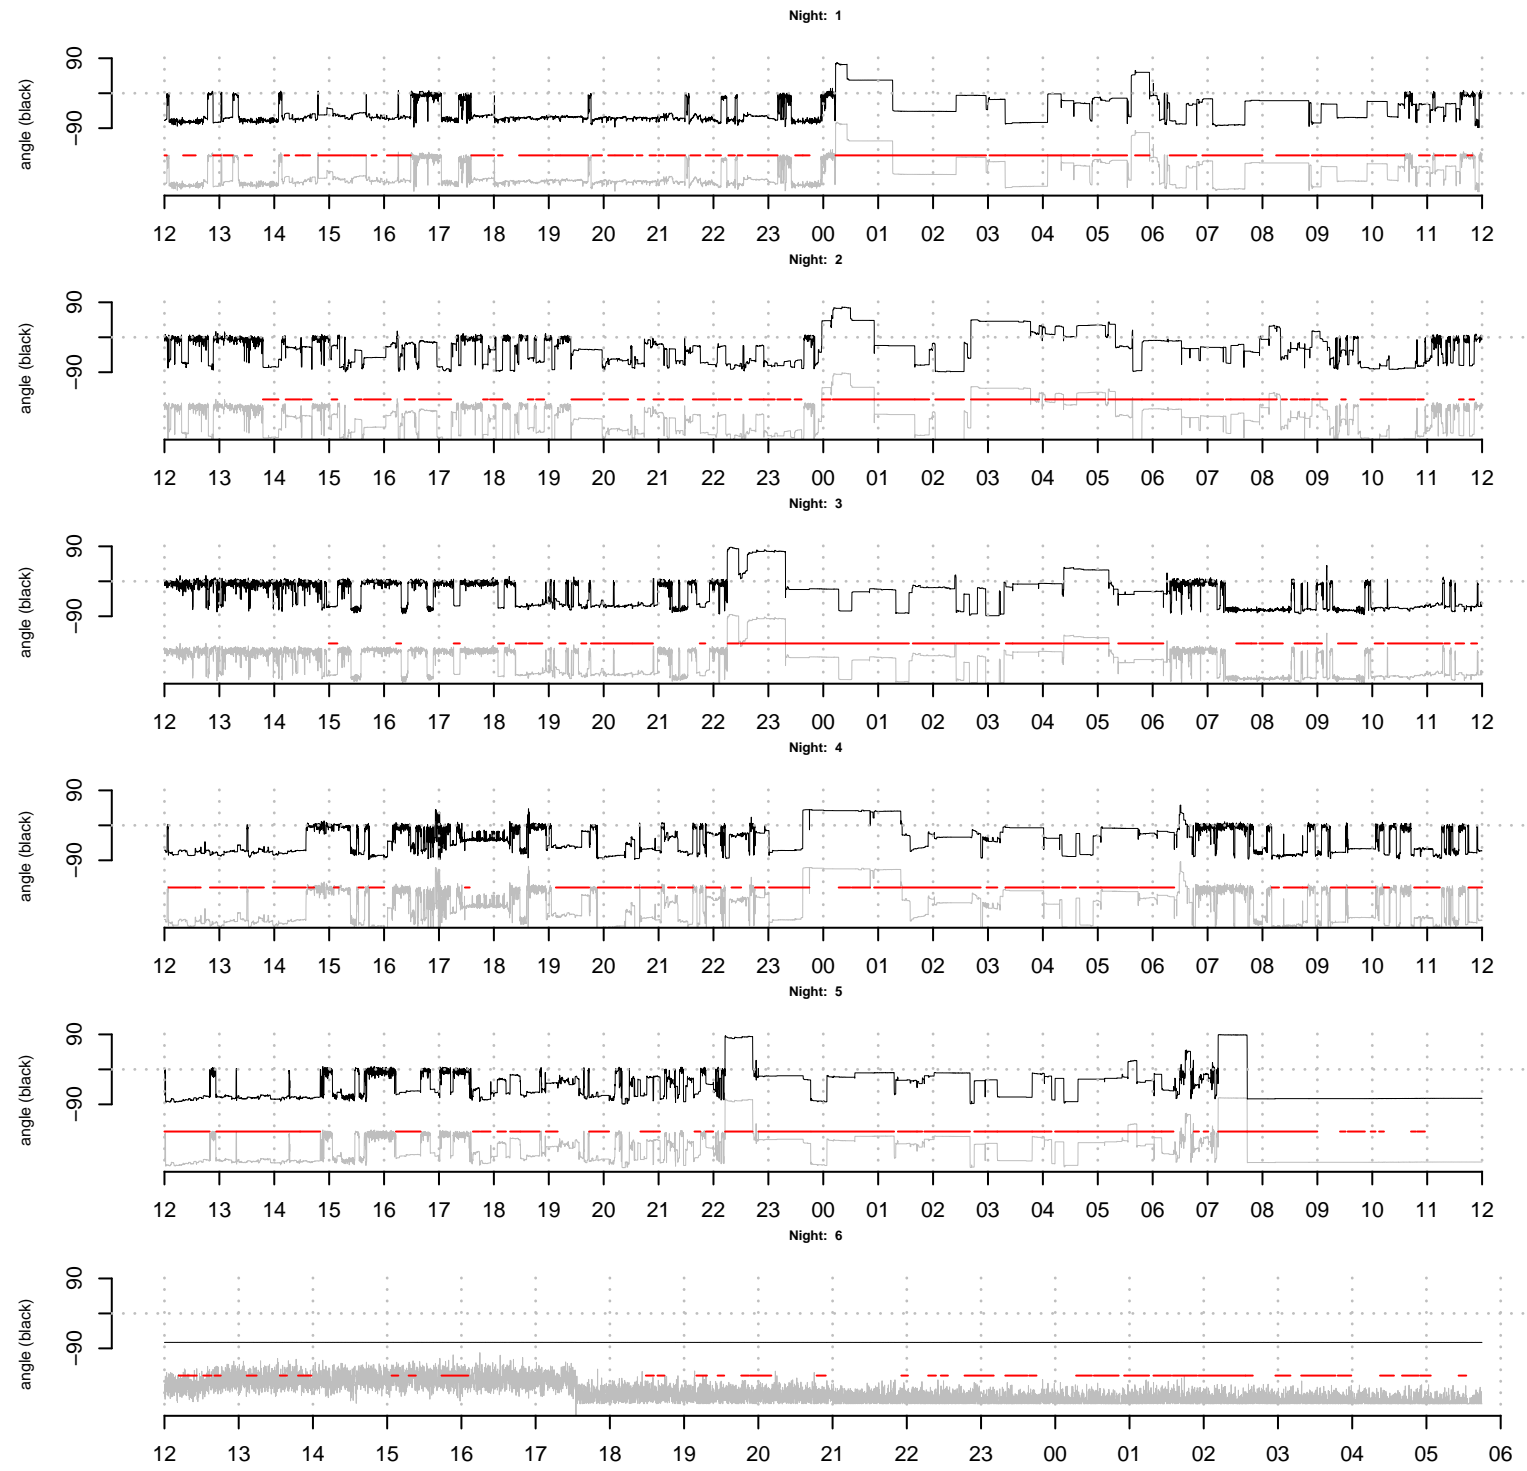 Night: 1
angle (black)
90
−90
12 13 14 15 16 17 18 19 20 21 22 23 00 01 02 03 04 05 06 07 08 09 10 11 12
Night: 2
angle (black)
90
−90
12 13 14 15 16 17 18 19 20 21 22 23 00 01 02 03 04 05 06 07 08 09 10 11 12
Night: 3
angle (black)
90
−90
12 13 14 15 16 17 18 19 20 21 22 23 00 01 02 03 04 05 06 07 08 09 10 11 12
Night: 4
angle (black)
90
−90
12 13 14 15 16 17 18 19 20 21 22 23 00 01 02 03 04 05 06 07 08 09 10 11 12
Night: 5
angle (black)
90
−90
12 13 14 15 16 17 18 19 20 21 22 23 00 01 02 03 04 05 06 07 08 09 10 11 12
Night: 6
angle (black)
90
−90
12 13 14 15 16 17 18 19 20 21 22 23 00 01 02 03 04 05 06